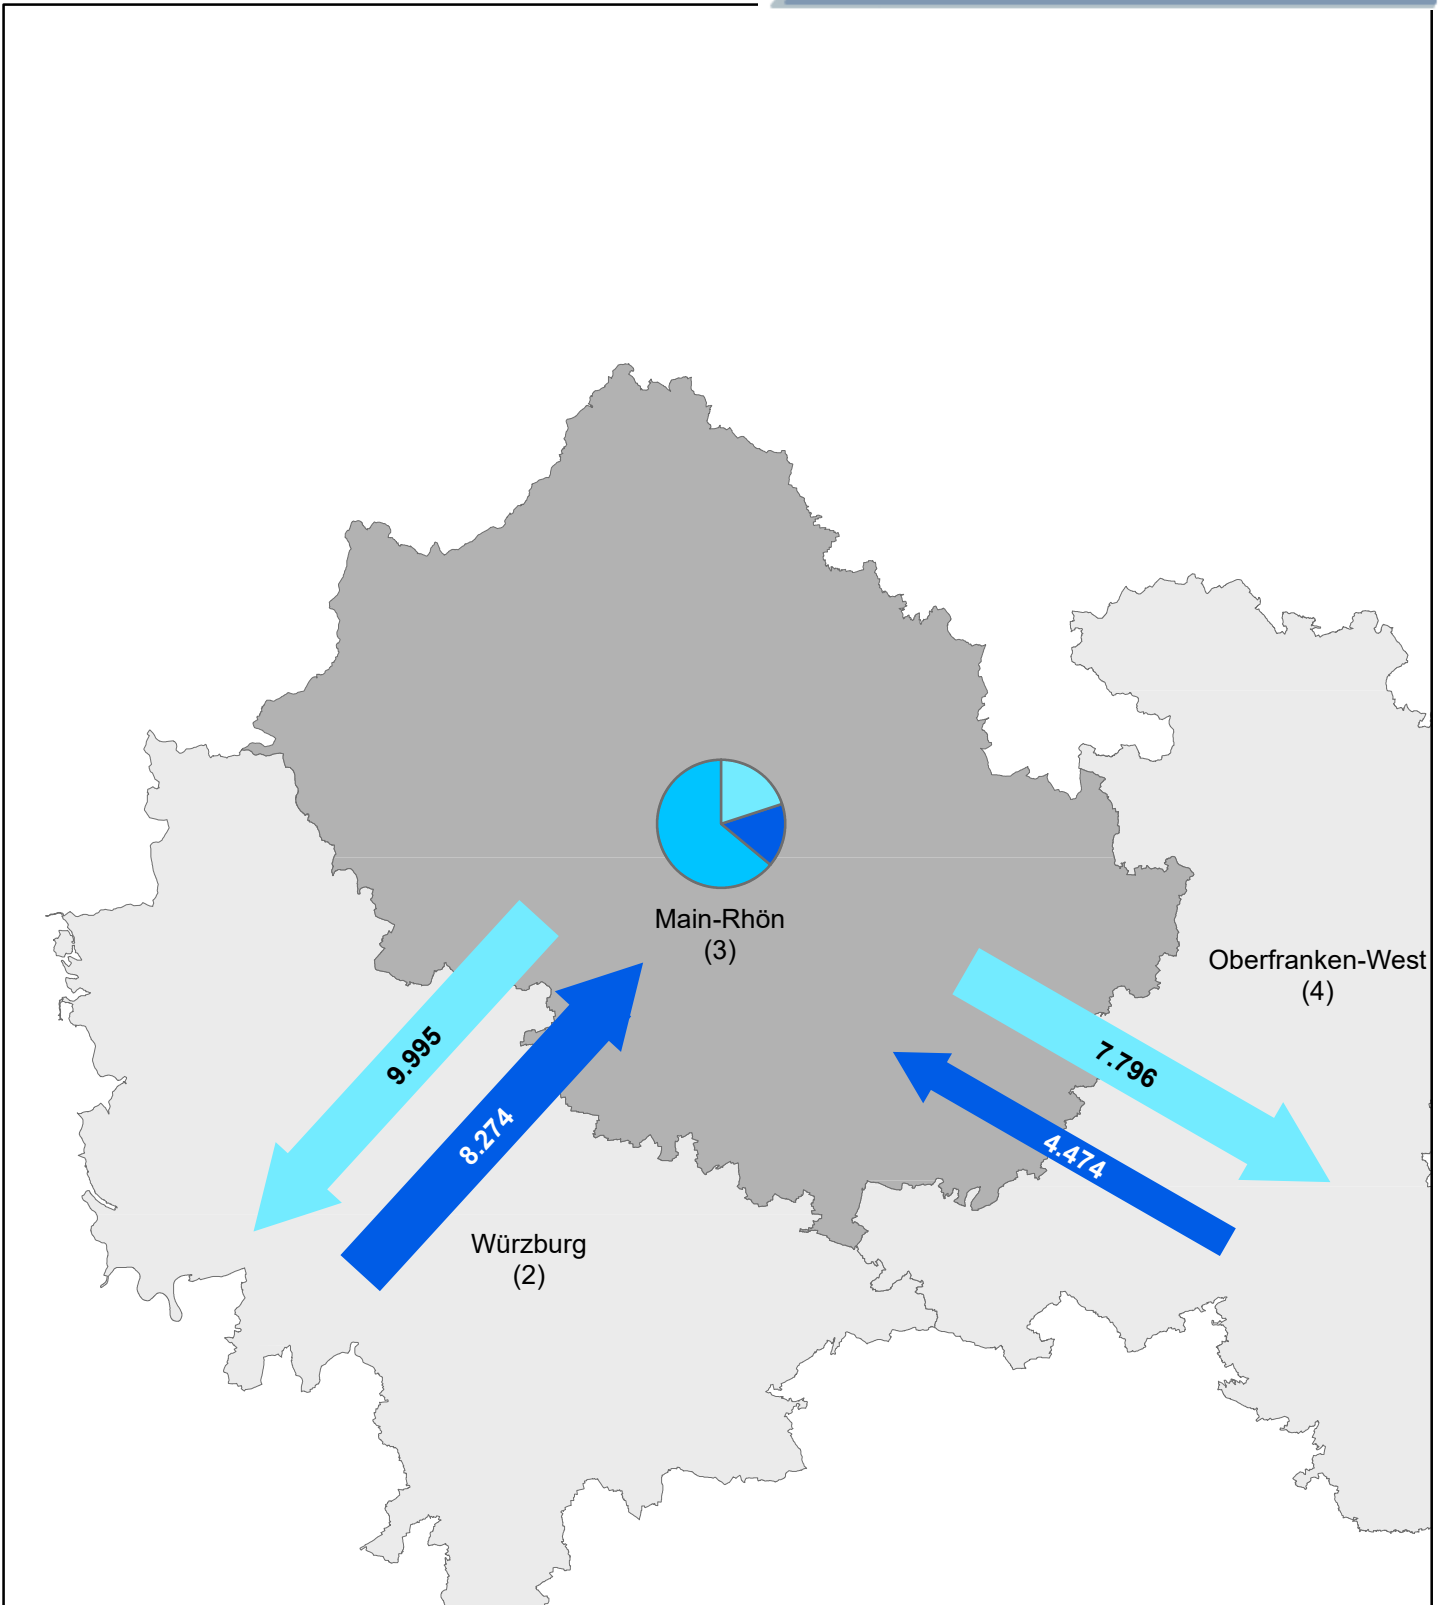 Main-Rhön
(3)
Oberfranken-West
(4)
9.995
8.274
7.796
4.474
Würzburg
(2)